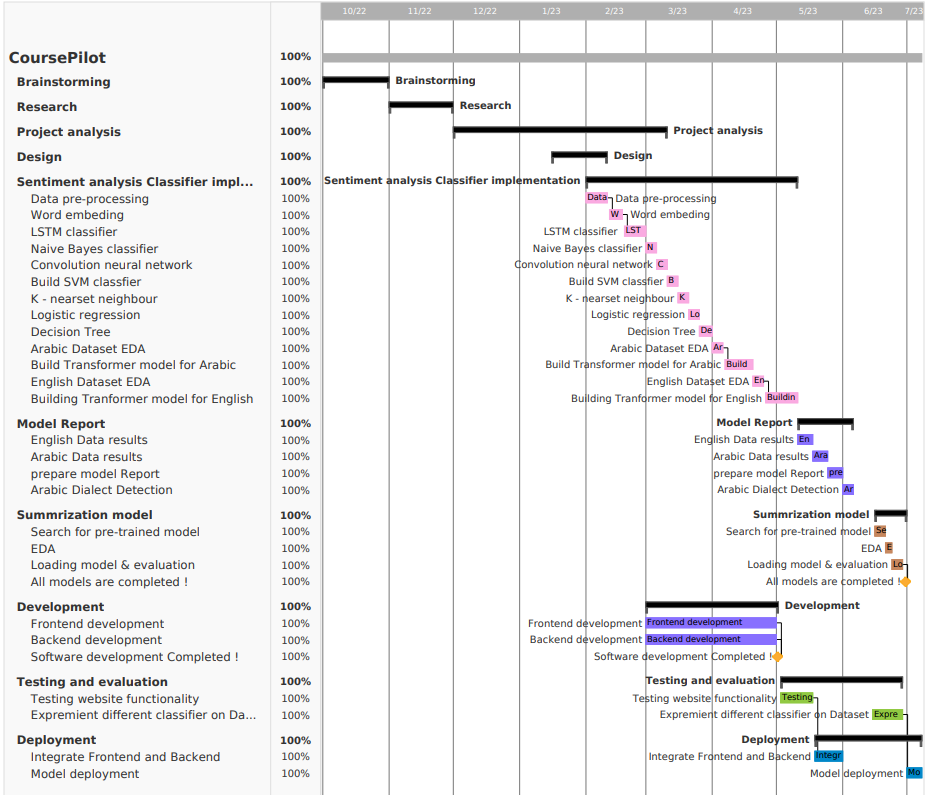 10/22 11/22 12/22 1/23 2/23 3/23 4/23 5/23 6/23 7/23
CoursePilot 100%
Brainstorming 100% Brainstorming
Research 100% Research
Project analysis 100% Project analysis
Design 100% Design
Sentiment analysis Classifier impl... 100% Sentiment analysis Classifier implementation
Data pre-processing 100% Data Data pre-processing
Word embeding 100% W Word embeding
LSTM classifier 100% LSTM classifier LST
Naive Bayes classifier 100% Naive Bayes classifier N
Convolution neural network 100% Convolution neural network C
Build SVM classfier 100% Build SVM classfier B
K - nearset neighbour 100% K - nearset neighbour K
Logistic regression 100% Logistic regression Lo
Decision Tree 100% Decision Tree De
Arabic Dataset EDA 100% Arabic Dataset EDA Ar
Build Transformer model for Arabic 100% Build Transformer model for Arabic Build
English Dataset EDA 100% English Dataset EDA En
Building Tranformer model for English 100% Building Tranformer model for English Buildin
Model Report 100% Model Report
English Data results 100% English Data results En
Arabic Data results 100% Arabic Data results Ara
prepare model Report 100% prepare model Report pre
Arabic Dialect Detection 100% Arabic Dialect Detection Ar
Summrization model 100% Summrization model
Search for pre-trained model 100% Search for pre-trained model Se
EDA 100% EDA E
Loading model & evaluation 100% Loading model & evaluation Lo
All models are completed ! 100% All models are completed !
Development 100% Development
Frontend development 100% Frontend development Frontend development
Backend development 100% Backend development Backend development
Software development Completed ! 100% Software development Completed !
Testing and evaluation 100% Testing and evaluation
Testing website functionality 100% Testing website functionality Testing
Expremient different classifier on Da... 100% Expremient different classifier on Dataset Expre
Deployment 100% Deployment
Integrate Frontend and Backend 100% Integrate Frontend and Backend Integr
Model deployment 100% Model deployment Mo